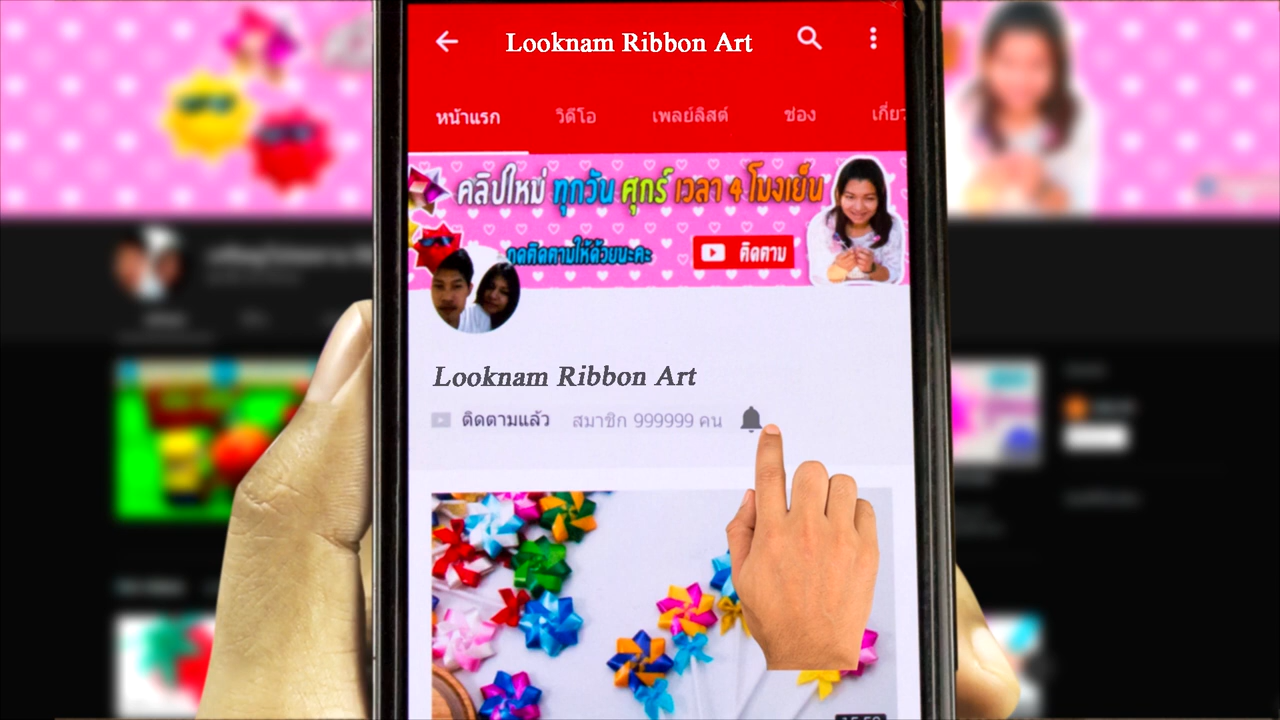 Looknam Ribbon Art
หน้าแรก วิดีโอ เพลย์ลิสต์ ช่อง เกี่ยว
คลิปใหม่ ทุกวัน ศุกร์ เวลา 4 โมงเย็น
กดติดตามให้ด้วยนะคะ
ติดตาม
Looknam Ribbon Art
ติดตามแล้ว สมาชิก 999999 คน